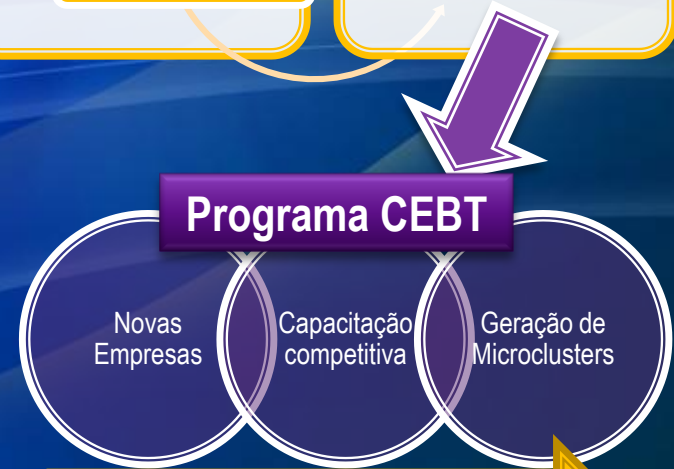 Programa CEBT
Novas
Empresas
Capacitação
competitiva
Geração de
Microclusters